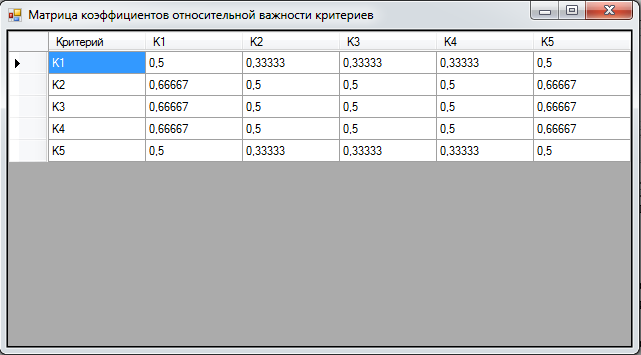 Матрица коэффициентов относительной важности критериев
Критерий K1 K2 K3 K4 K5
K1 0,5 0,33333 0,33333 0,33333 0,5
K2 0,66667 0,5 0,5 0,5 0,66667
K3 0,66667 0,5 0,5 0,5 0,66667
K4 0,66667 0,5 0,5 0,5 0,66667
K5 0,5 0,33333 0,33333 0,33333 0,5